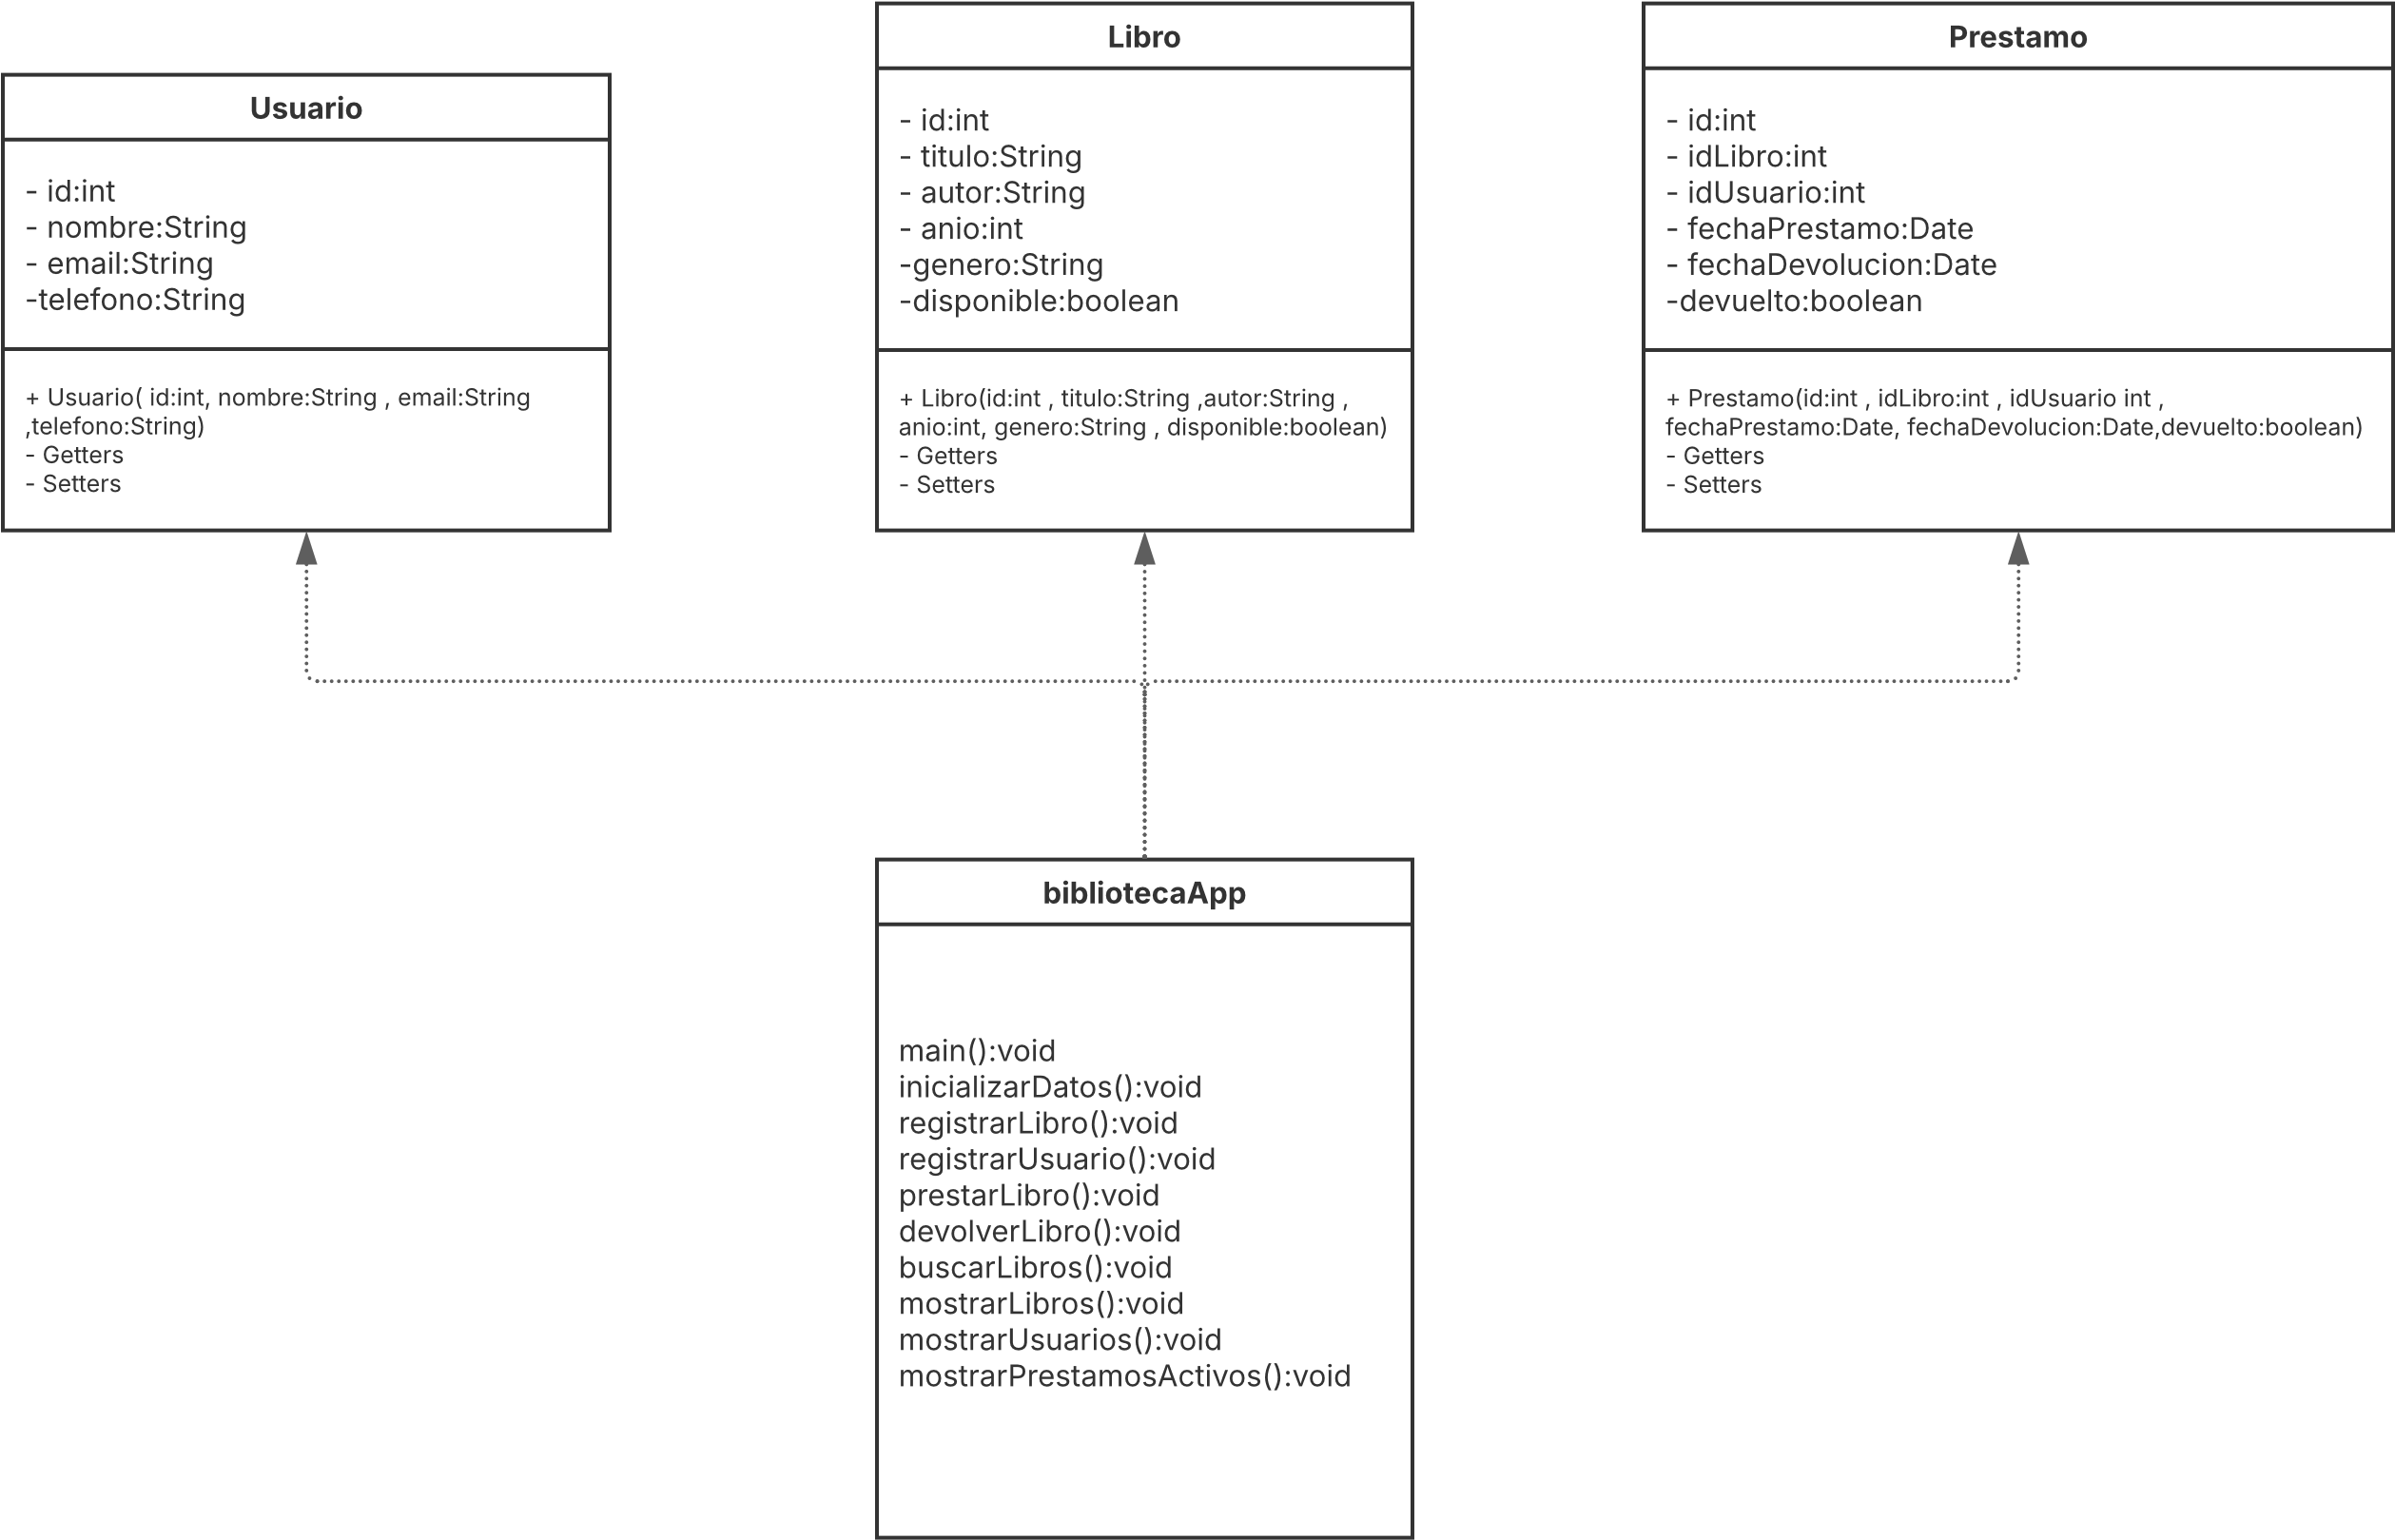 Usuario
- id:int
- nombre:String
- email:String
-telefono:String
+ Usuario( id:int, nombre:String , email:String
,telefono:String)
- Getters
- Setters
Libro
- id:int
- titulo:String
- autor:String
- anio:int
-genero:String
-disponible:boolean
+ Libro(id:int , titulo:String ,autor:String ,
anio:int, genero:String , disponible:boolean)
- Getters
- Setters
Prestamo
- id:int
- idLibro:int
- idUsuario:int
- fechaPrestamo:Date
- fechaDevolucion:Date
-devuelto:boolean
+ Prestamo(id:int , idLibro:int , idUsuario int ,
fechaPrestamo:Date, fechaDevolucion:Date,devuelto:boolean)
- Getters
- Setters
bibliotecaApp
main():void
inicializarDatos():void
registrarLibro():void
registrarUsuario():void
prestarLibro():void
devolverLibro():void
buscarLibros():void
mostrarLibros():void
mostrarUsuarios():void
mostrarPrestamosActivos():void